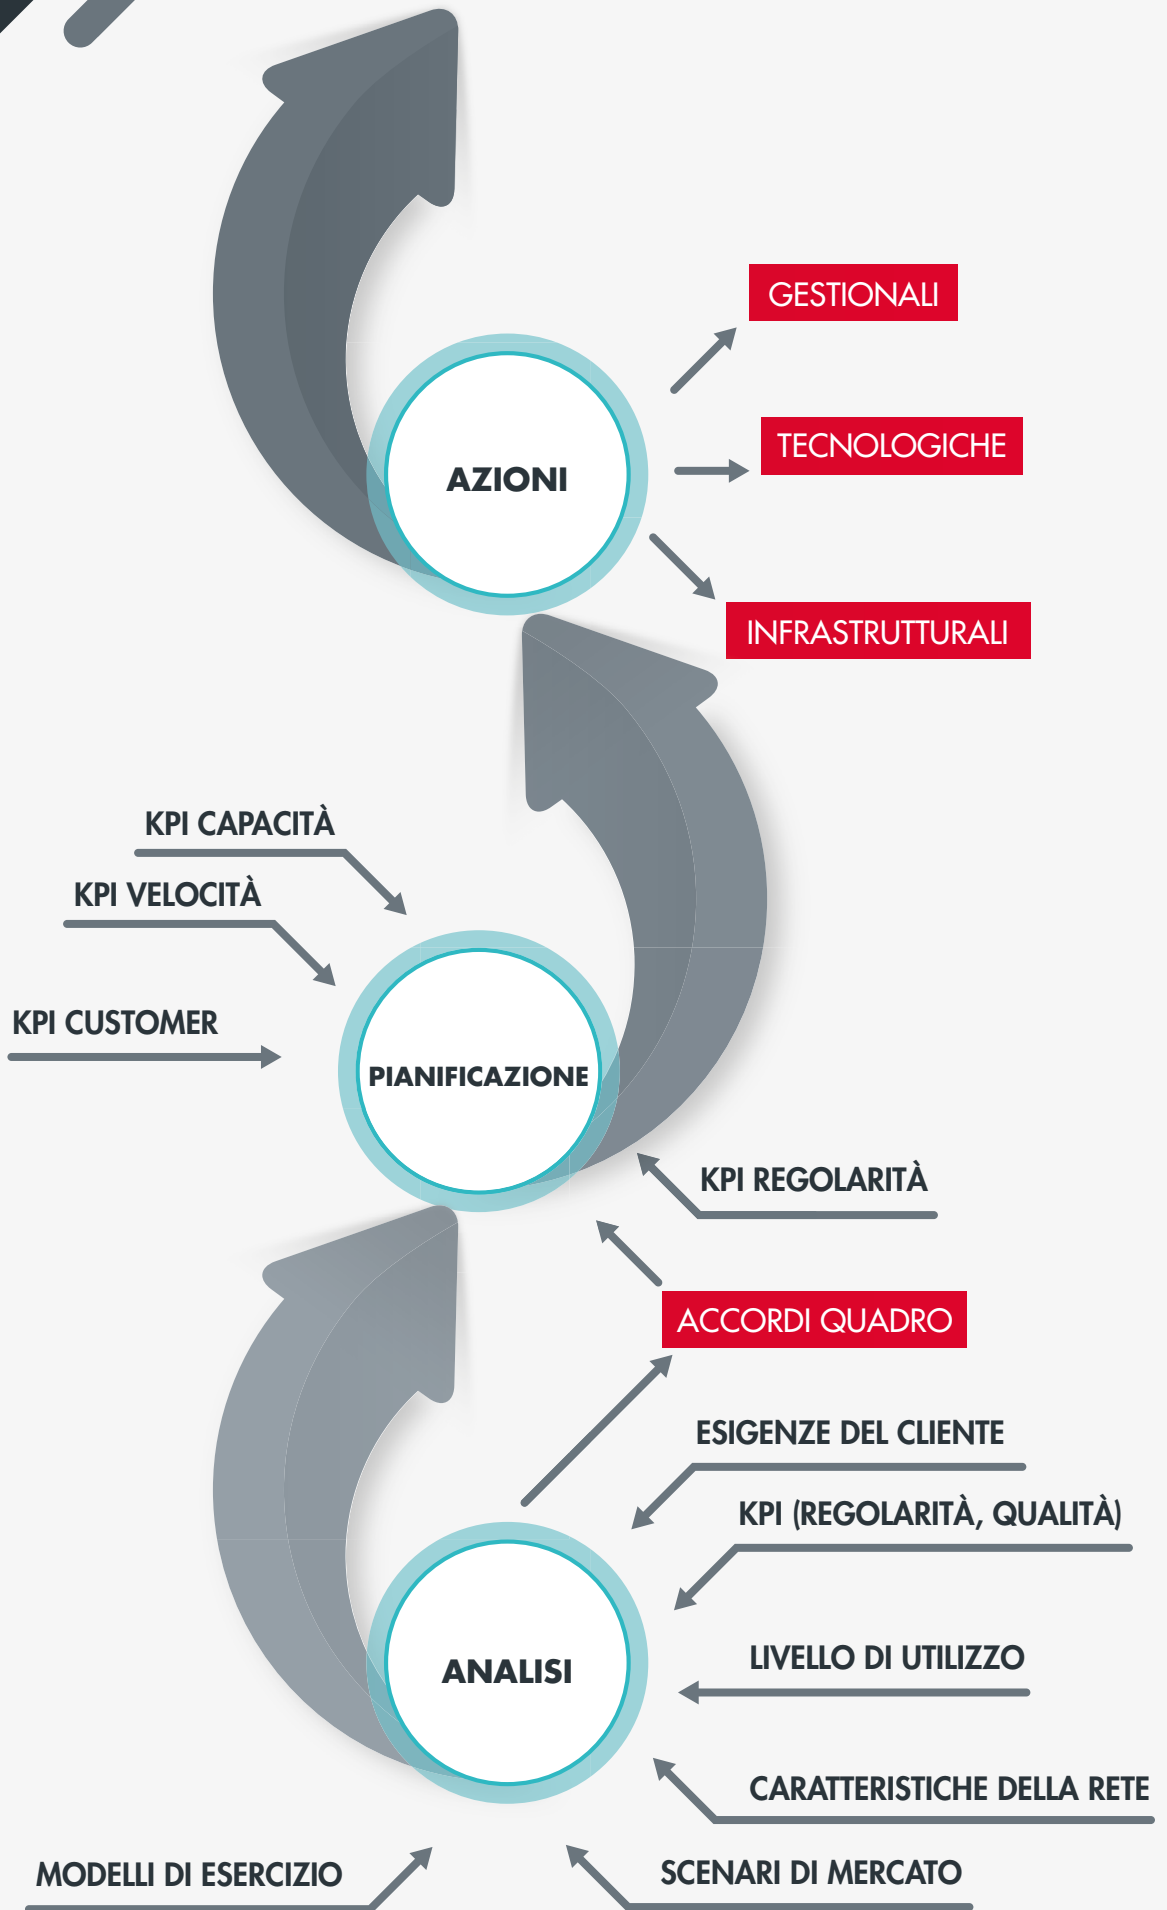 GESTIONALI
TECNOLOGICHE
AZIONI
INFRASTRUTTURALI
KPI CAPACITÀ
KPI VELOCITÀ
KPI CUSTOMER
PIANIFICAZIONE
KPI REGOLARITÀ
ACCORDI QUADRO
ESIGENZE DEL CLIENTE
KPI (REGOLARITÀ, QUALITÀ)
LIVELLO DI UTILIZZO
ANALISI
CARATTERISTICHE DELLA RETE
MODELLI DI ESERCIZIO
SCENARI DI MERCATO